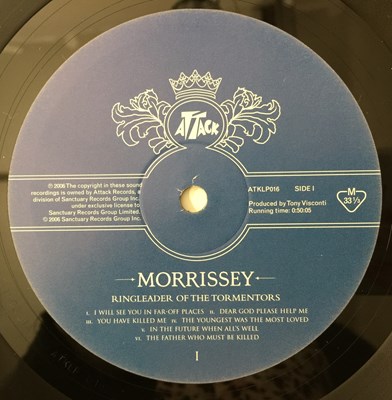 ATTACK
℗ 2006 The copyright in these sound
recordings is owned by Attack Records, a
division of Sanctuary Records Group Inc.
under exclusive license to
Sanctuary Records Group Limited.
© 2006 Sanctuary Records Group Inc.
ATKLP016 SIDE I
Produced by Tony Visconti
Running time: 0:50:05
M
33 1/3
MORRISSEY
RINGLEADER OF THE TORMENTORS
I. I WILL SEE YOU IN FAR-OFF PLACES II. DEAR GOD PLEASE HELP ME
III. YOU HAVE KILLED ME IV. THE YOUNGEST WAS THE MOST LOVED
V. IN THE FUTURE WHEN ALL'S WELL
VI. THE FATHER WHO MUST BE KILLED
I